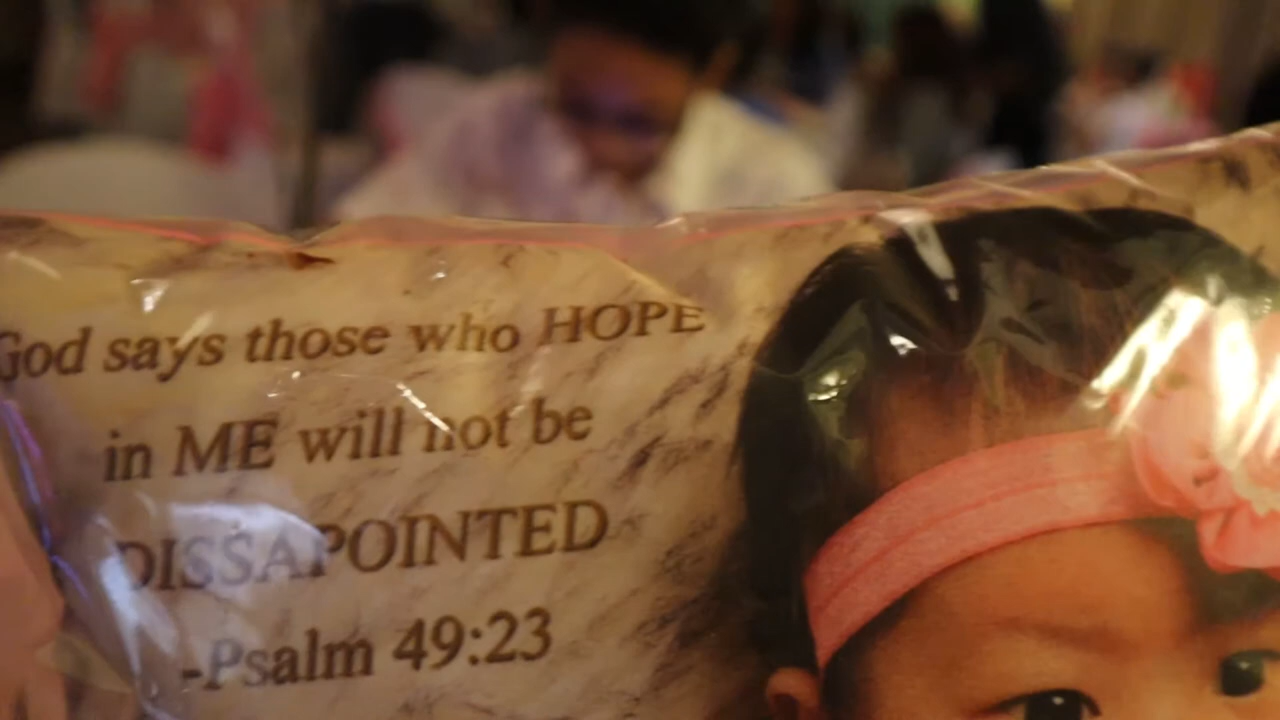 God says those who HOPE
in ME will not be
DISSAPOINTED
-Psalm 49:23